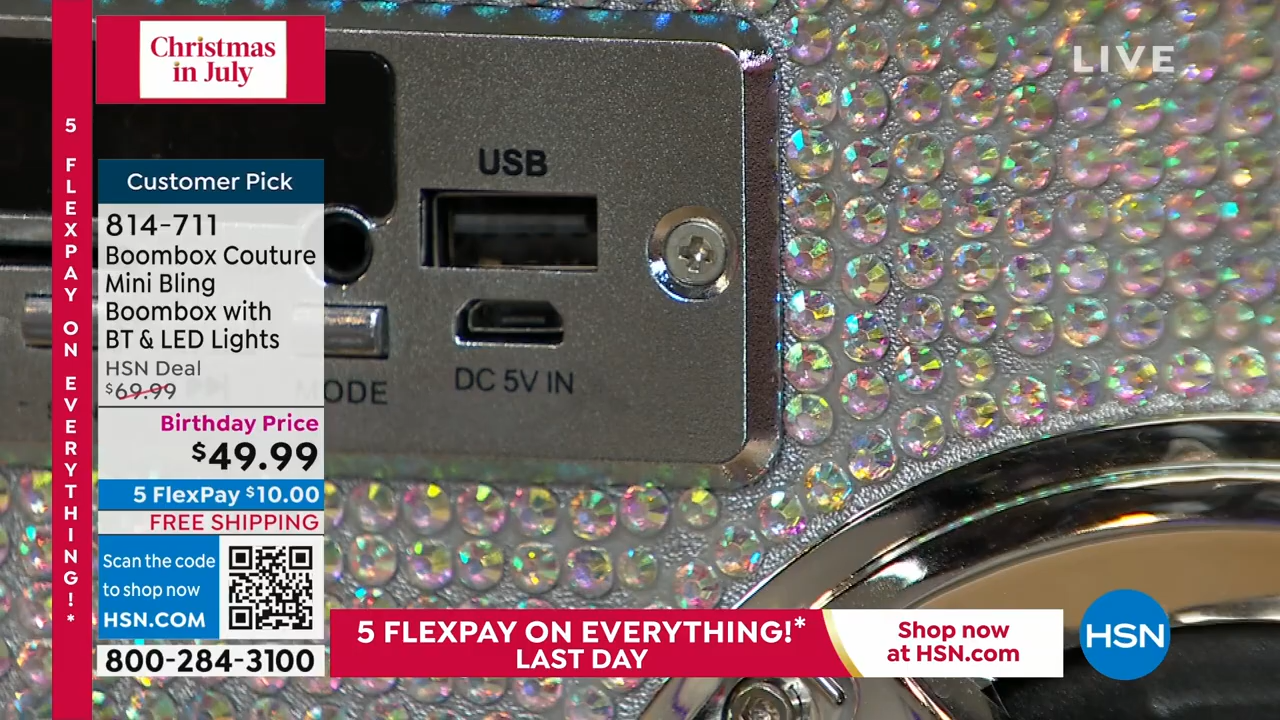 Christmas
in July
LIVE
5 FLEXPAY ON EVERYTHING!*
Customer Pick
814-711
Boombox Couture
Mini Bling
Boombox with
BT & LED Lights
HSN Deal
$69.99
Birthday Price
$49.99
5 FlexPay $10.00
FREE SHIPPING
Scan the code
to shop now
HSN.COM
800-284-3100
USB
DC 5V IN
MODE
5 FLEXPAY ON EVERYTHING!*
LAST DAY
Shop now
at HSN.com
HSN